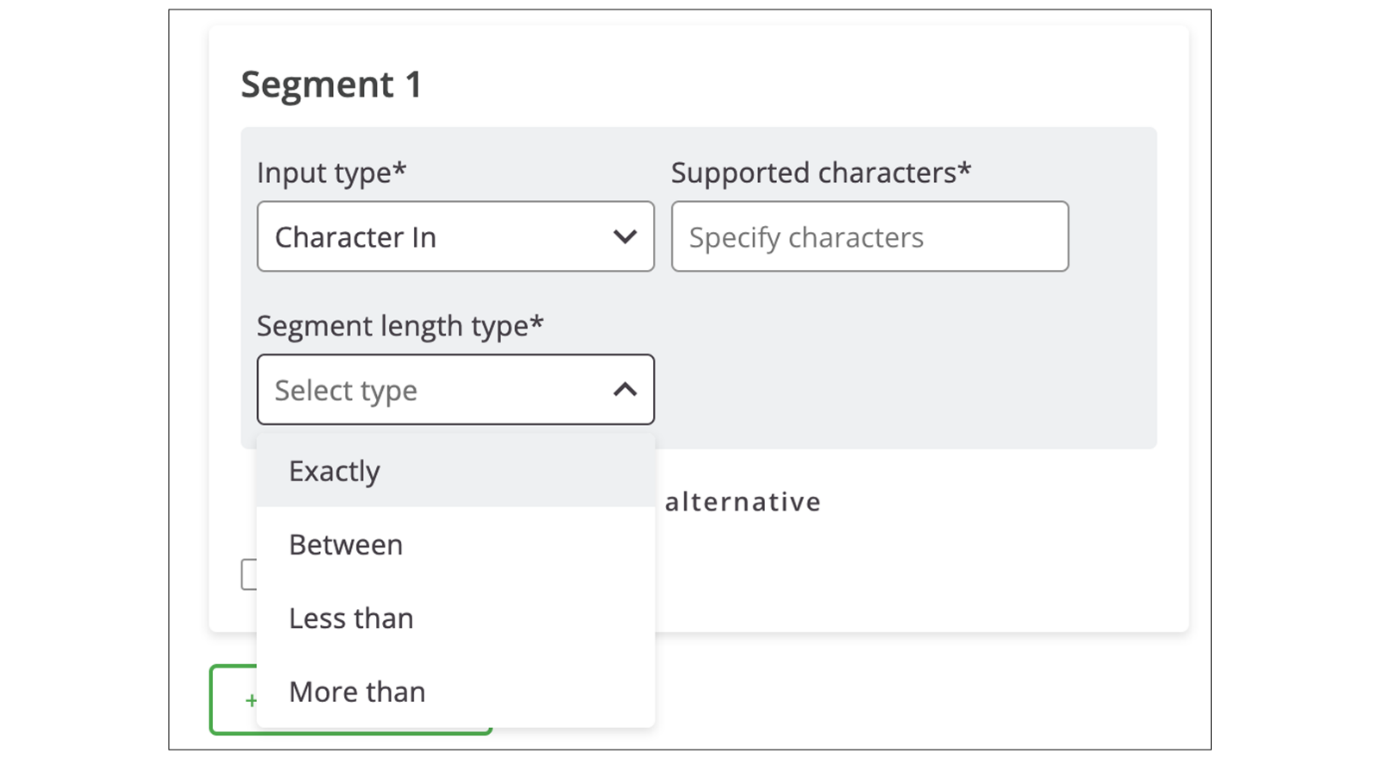 Segment 1
Input type* Supported characters*
Character In Specify characters
Segment length type*
Select type
Exactly
alternative
Between
Less than
More than
+